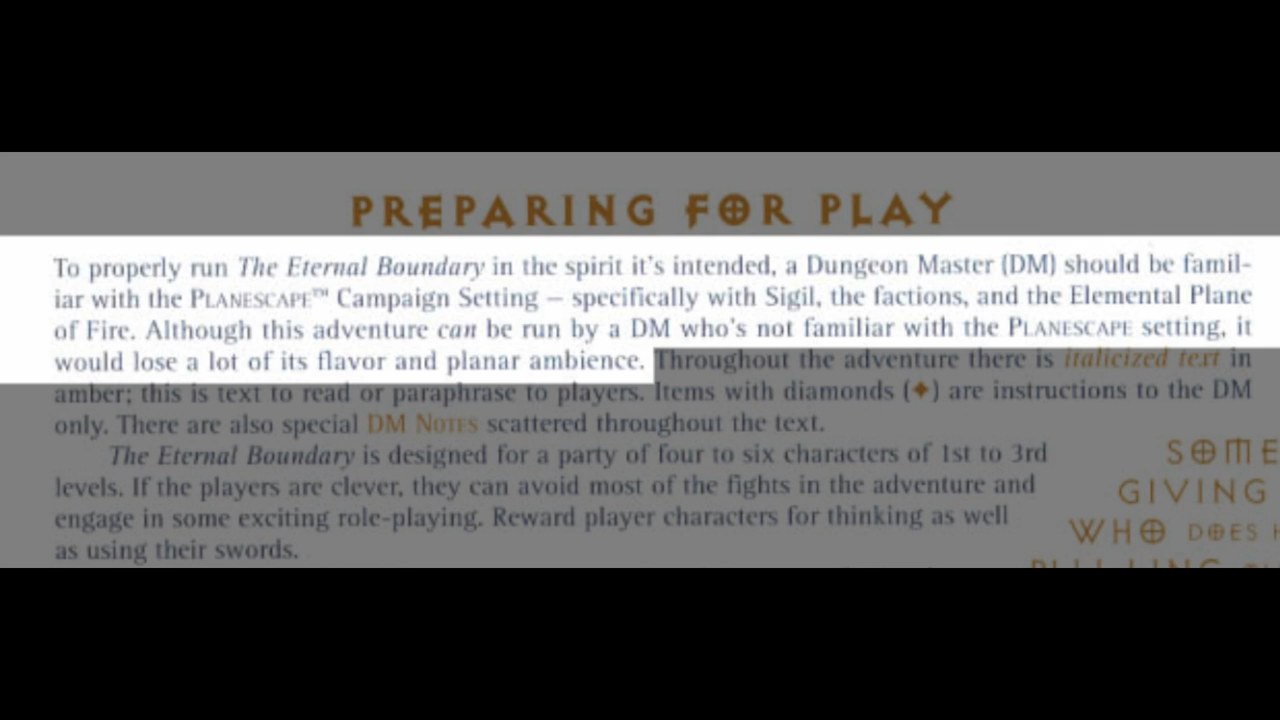 PREPARING FOR PLAY
To properly run The Eternal Boundary in the spirit it's intended, a Dungeon Master (DM) should be famil-
iar with the PLANESCAPE™ Campaign Setting — specifically with Sigil, the factions, and the Elemental Plane
of Fire. Although this adventure can be run by a DM who's not familiar with the PLANESCAPE setting, it
would lose a lot of its flavor and planar ambience. Throughout the adventure there is italicized text in
amber; this is text to read or paraphrase to players. Items with diamonds (◆) are instructions to the DM
only. There are also special DM NOTES scattered throughout the text.
The Eternal Boundary is designed for a party of four to six characters of 1st to 3rd
levels. If the players are clever, they can avoid most of the fights in the adventure and
engage in some exciting role-playing. Reward player characters for thinking as well
as using their swords.
SOME
GIVING
WHO DOES